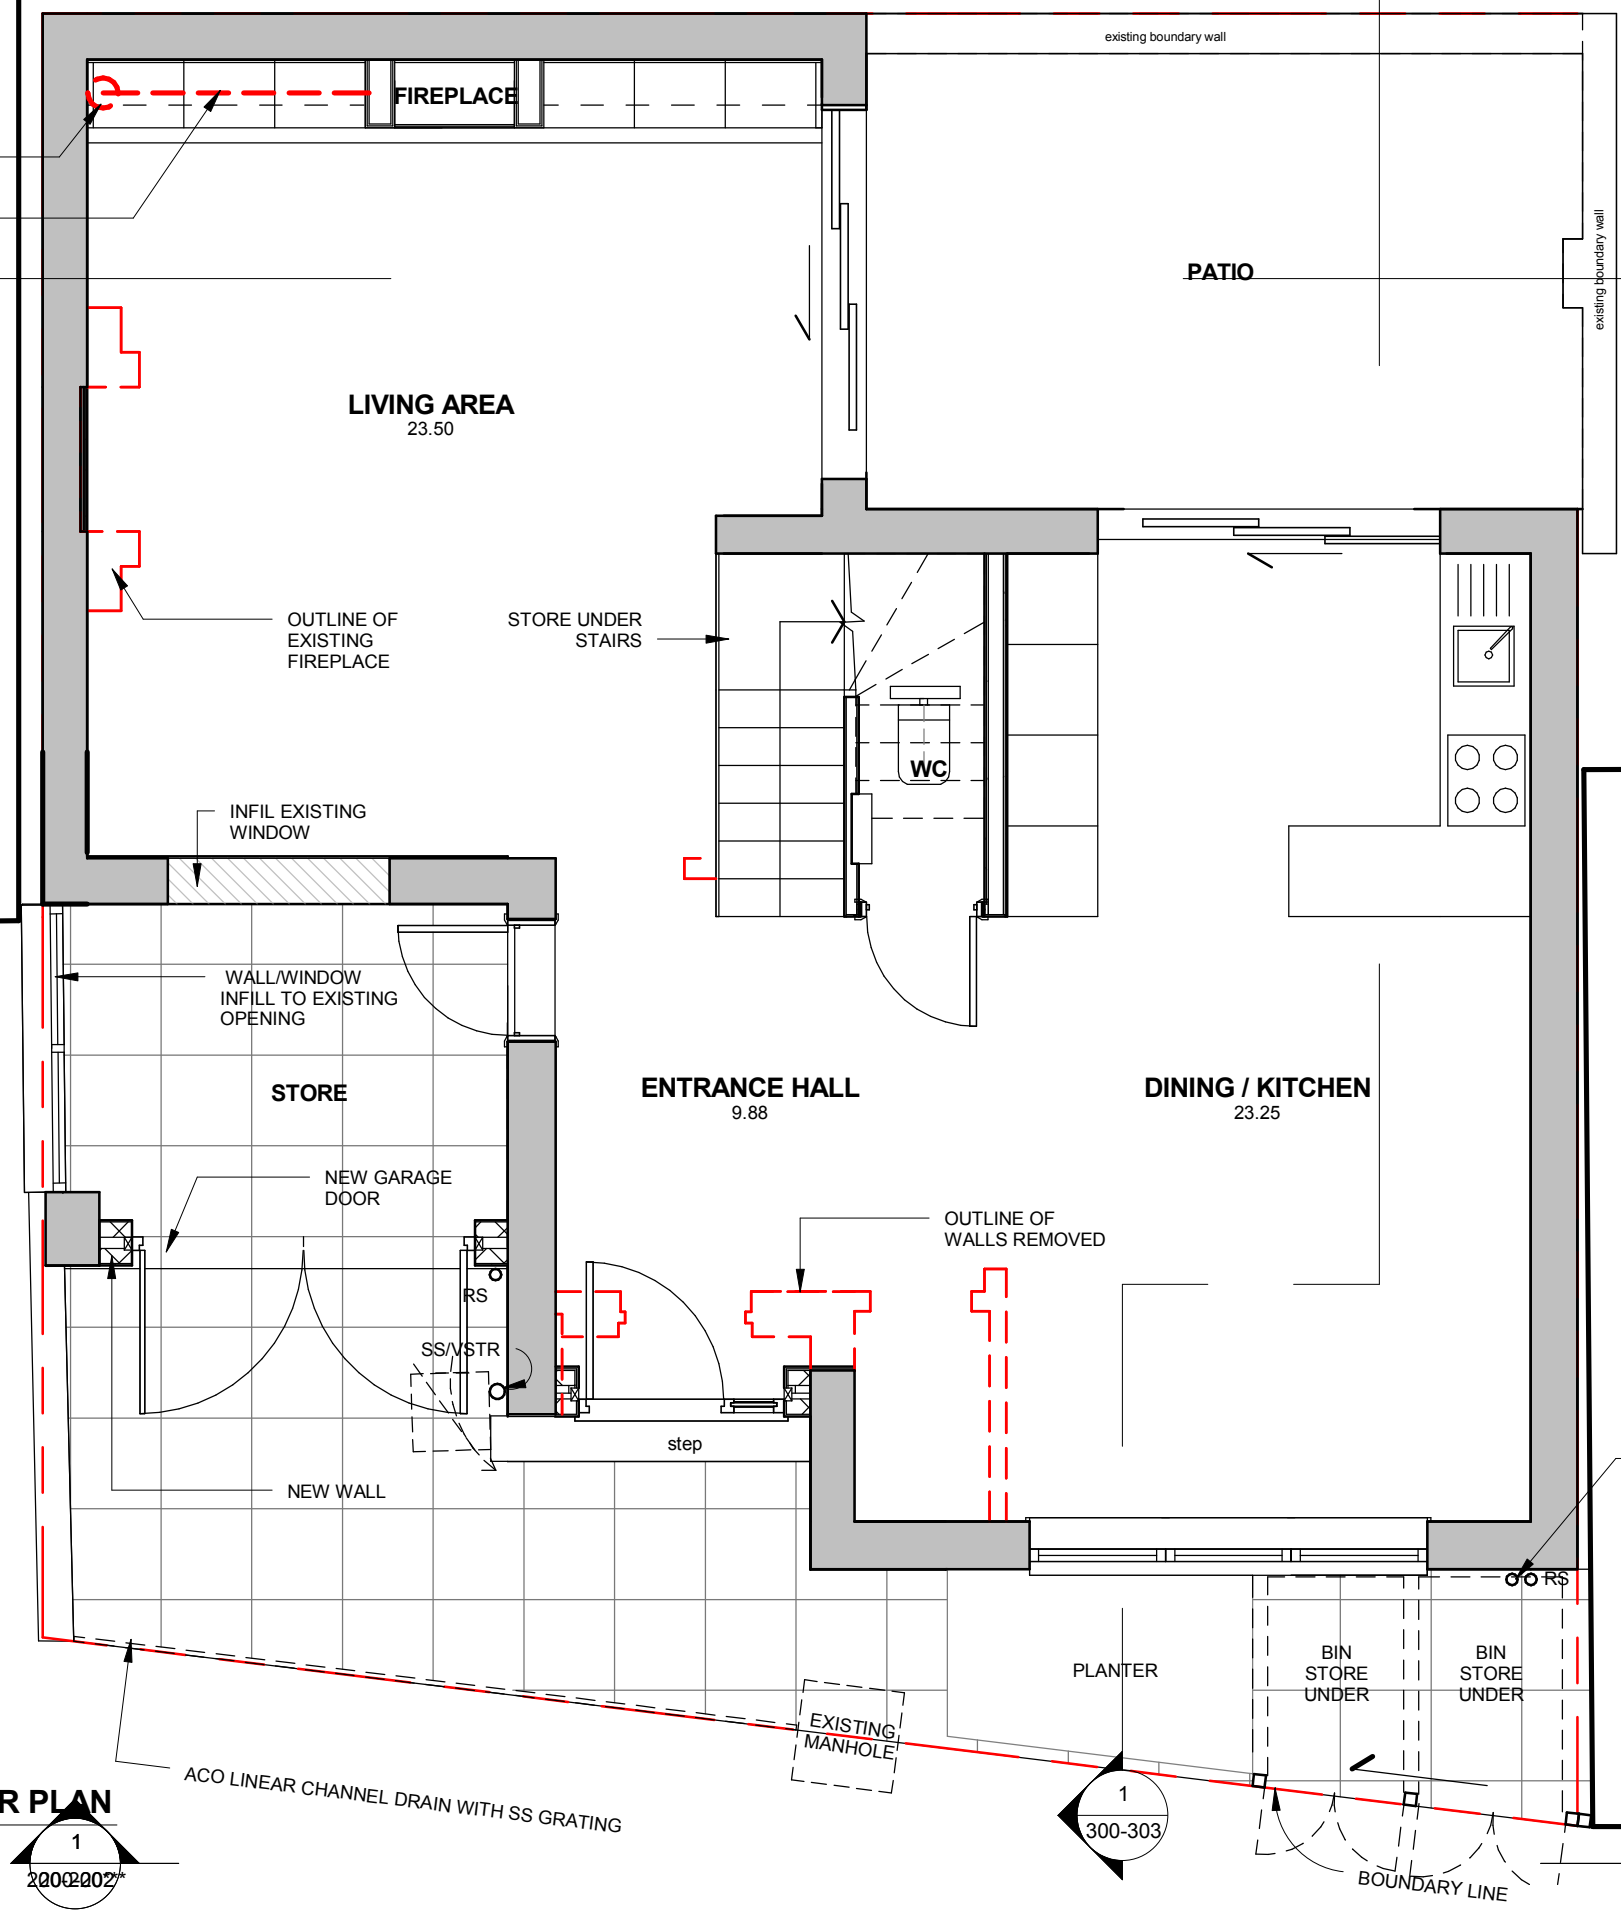 existing boundary wall
FIREPLACE
existing boundary wall
PATIO
LIVING AREA
23.50
OUTLINE OF
EXISTING
FIREPLACE
STORE UNDER
STAIRS
WC
INFIL EXISTING
WINDOW
WALL/WINDOW
INFILL TO EXISTING
OPENING
STORE
ENTRANCE HALL
9.88
DINING / KITCHEN
23.25
NEW GARAGE
DOOR
OUTLINE OF
WALLS REMOVED
RS
SS/VSTR
step
NEW WALL
RS
PLANTER
BIN
STORE
UNDER
BIN
STORE
UNDER
EXISTING
MANHOLE
ACO LINEAR CHANNEL DRAIN WITH SS GRATING
R PLAN
1
1
300-303
BOUNDARY LINE